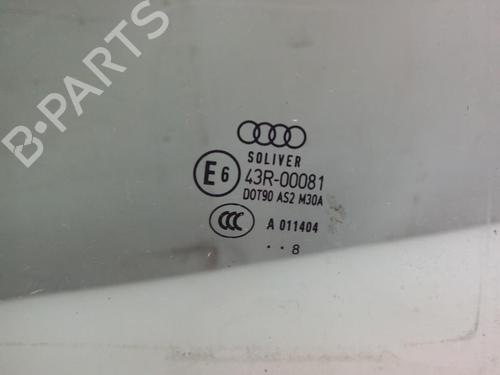 B-PARTS
SOLIVER
E6 43R-00081
DOT90 AS2 M30A
CCC A 011404
. . 8